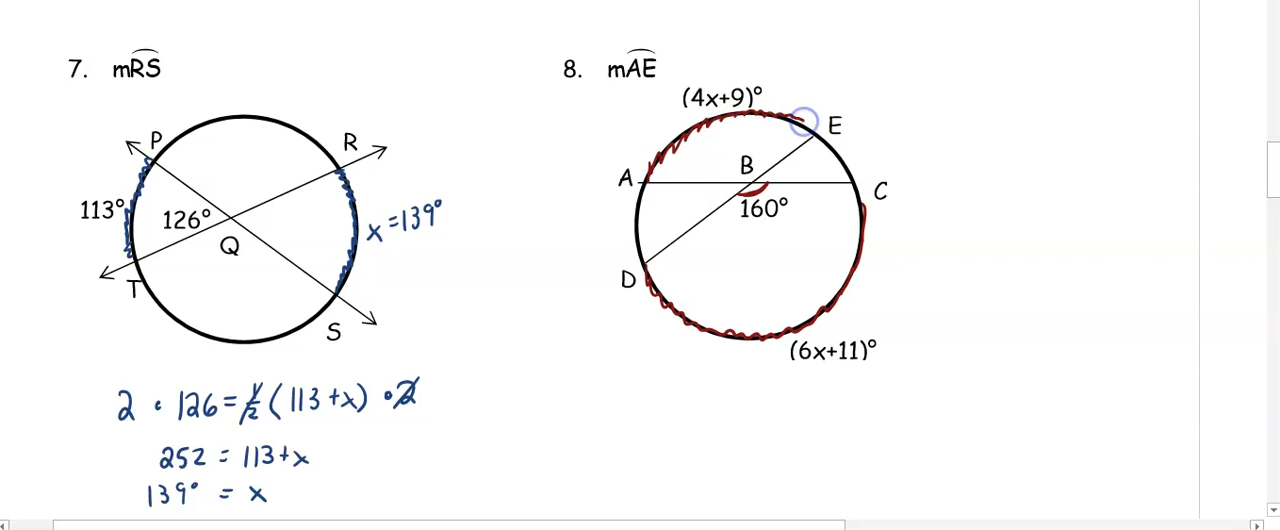 7. mRS
P
R
113°
126°
Q
x = 139°
T
S
2 • 126 = 1/2 (113 + x) • 2
252 = 113 + x
139° = x
8. mAE
(4x+9)°
E
A
B
C
160°
D
(6x+11)°